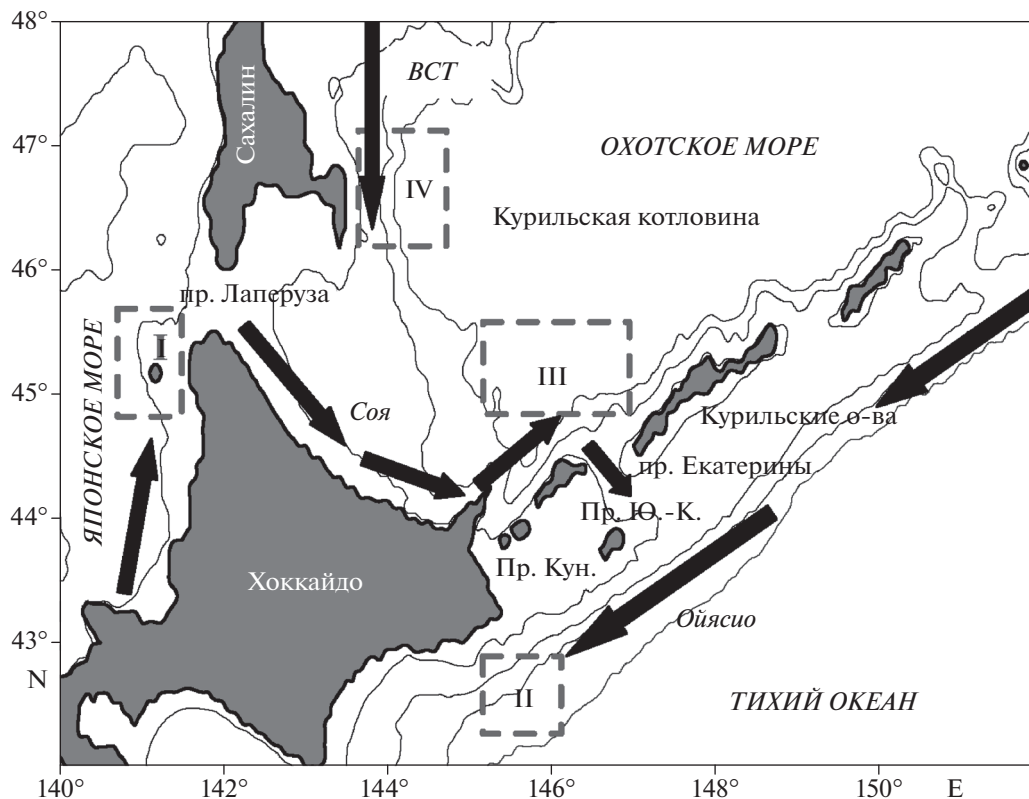 48°
ВСТ
Сахалин
47°
ОХОТСКОЕ МОРЕ
IV
Курильская котловина
46°
пр. Лаперуза
ЯПОНСКОЕ МОРЕ
I
III
45°
Соя
Курильские о-ва
пр. Екатерины
44°
Пр. Ю.-К.
Пр. Кун.
Хоккайдо
43°
Ойясио
N
II
ТИХИЙ ОКЕАН
140°
142°
144°
146°
148°
150°
E